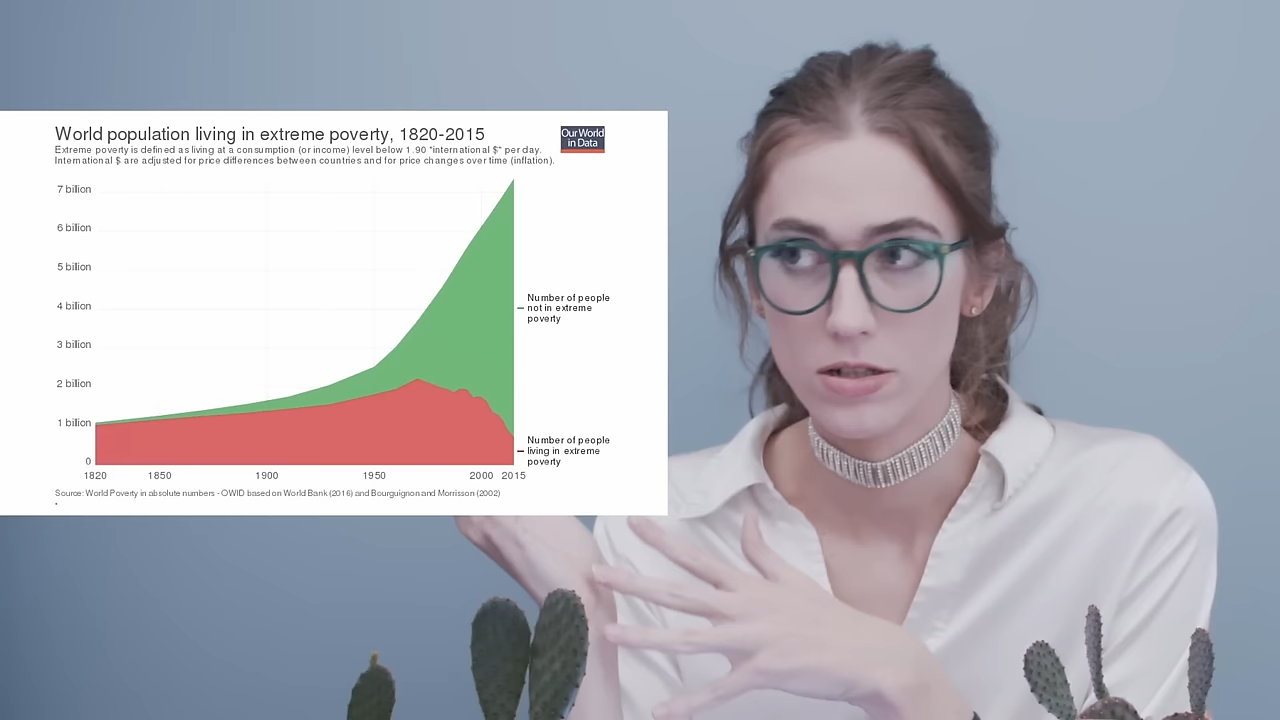 World population living in extreme poverty, 1820-2015
Our World
in Data
Extreme poverty is defined as living at a consumption (or income) level below 1.90 "international $" per day.
International $ are adjusted for price differences between countries and for price changes over time (inflation).
7 billion
6 billion
5 billion
4 billion
3 billion
2 billion
1 billion
0
1820
1850
1900
1950
2000
2015
Number of people
not in extreme
poverty
Number of people
living in extreme
poverty
Source: World Poverty in absolute numbers - OWID based on World Bank (2016) and Bourguignon and Morrisson (2002)